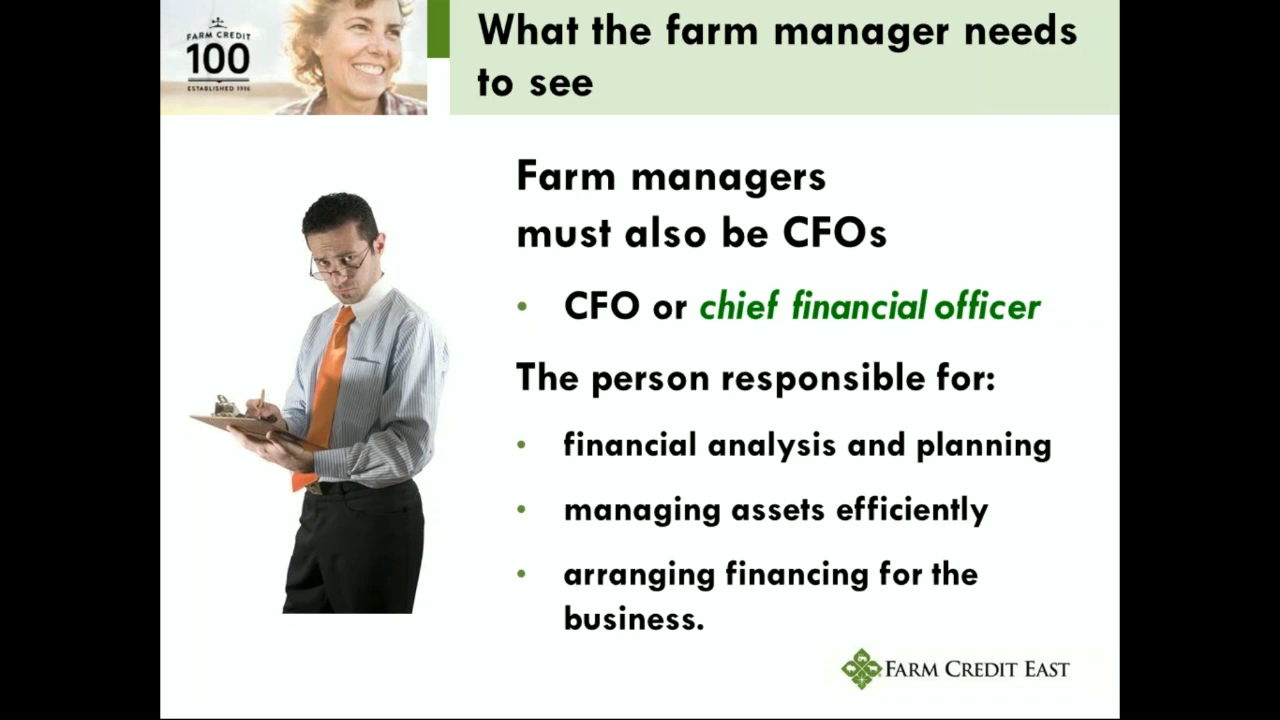 FARM CREDIT
100
ESTABLISHED 1916
What the farm manager needs
to see
Farm managers
must also be CFOs
• CFO or chief financial officer
The person responsible for:
• financial analysis and planning
• managing assets efficiently
• arranging financing for the
business.
FARM CREDIT EAST